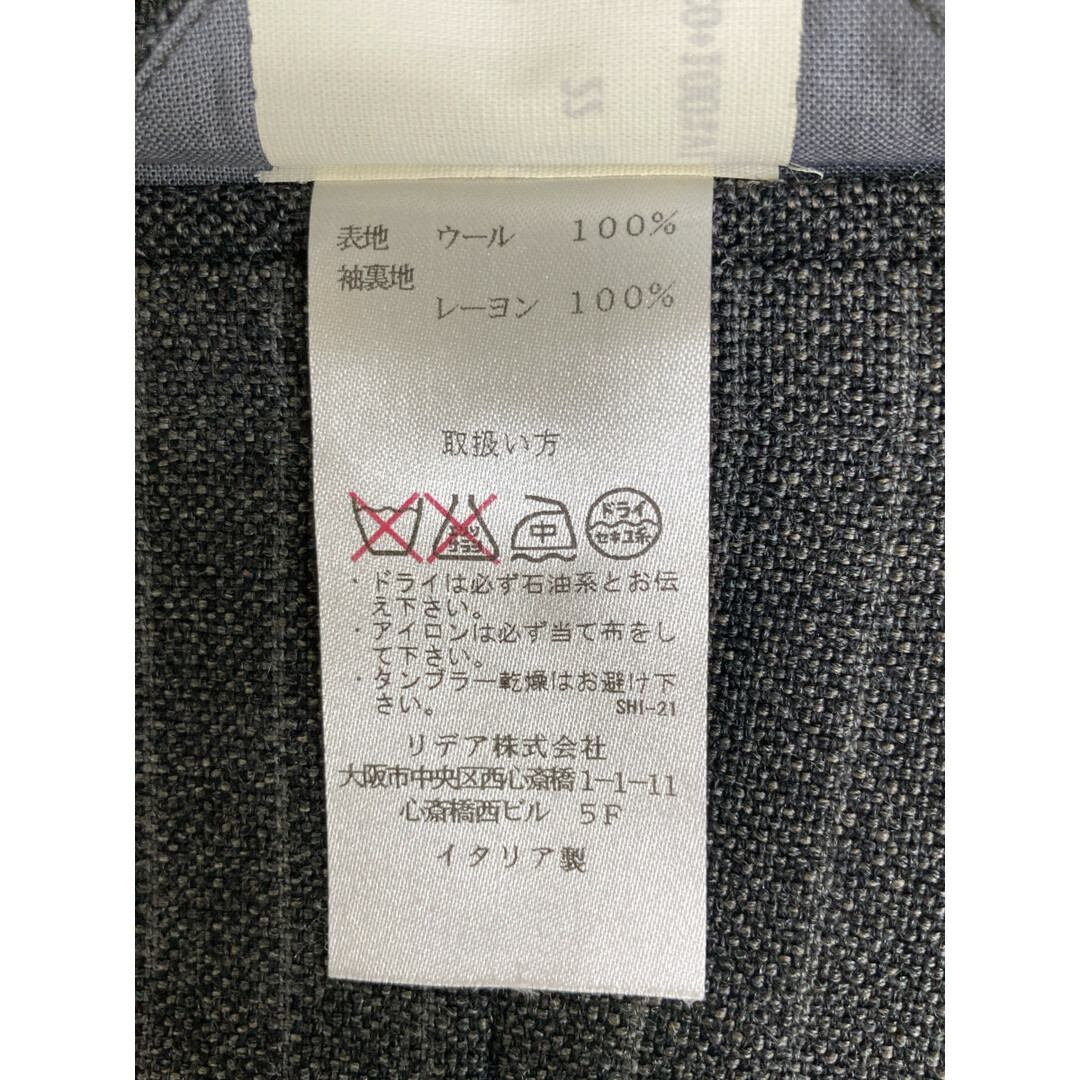 22
表地 ウール 100%
袖裏地
レーヨン 100%
取扱い方
中
ドライ
セキユ系
・ドライは必ず石油系とお伝
え下さい。
・アイロンは必ず当て布をし
て下さい。
・タンブラー乾燥はお避け下
さい。
SHI-21
リデア株式会社
大阪市中央区西心斎橋1-1-11
心斎橋西ビル 5F
イタリア製